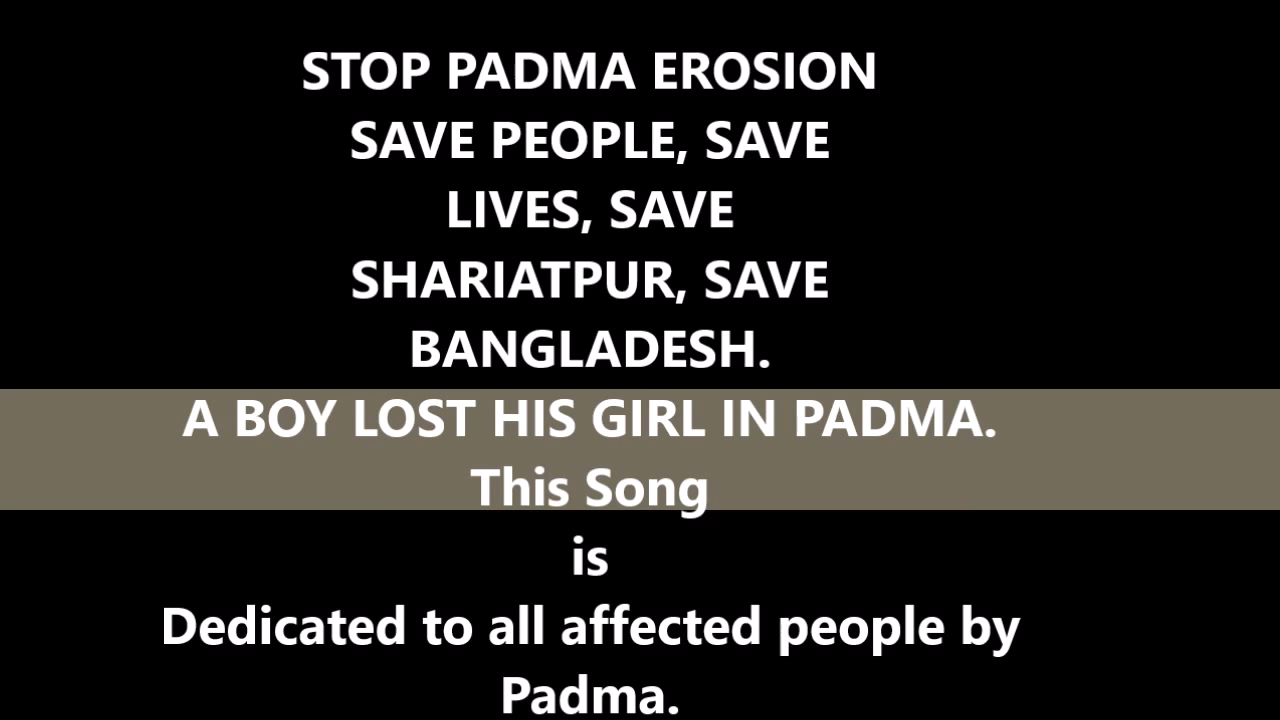 STOP PADMA EROSION
SAVE PEOPLE, SAVE
LIVES, SAVE
SHARIATPUR, SAVE
BANGLADESH.
A BOY LOST HIS GIRL IN PADMA.
This Song
is
Dedicated to all affected people by
Padma.